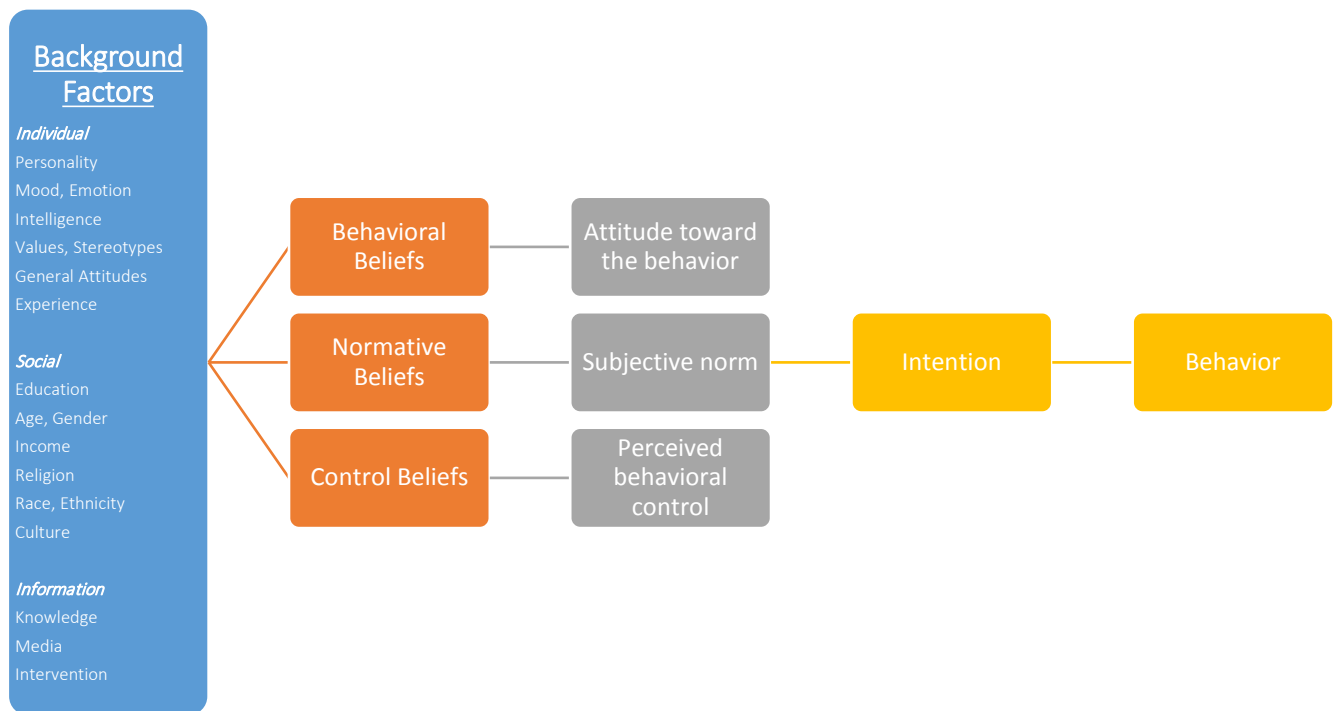 Background
Factors
Individual
Personality
Mood, Emotion
Intelligence
Values, Stereotypes
General Attitudes
Experience
Social
Education
Age, Gender
Income
Religion
Race, Ethnicity
Culture
Information
Knowledge
Media
Intervention
Behavioral
Beliefs
Attitude toward
the behavior
Normative
Beliefs
Subjective norm
Intention
Behavior
Control Beliefs
Perceived
behavioral
control